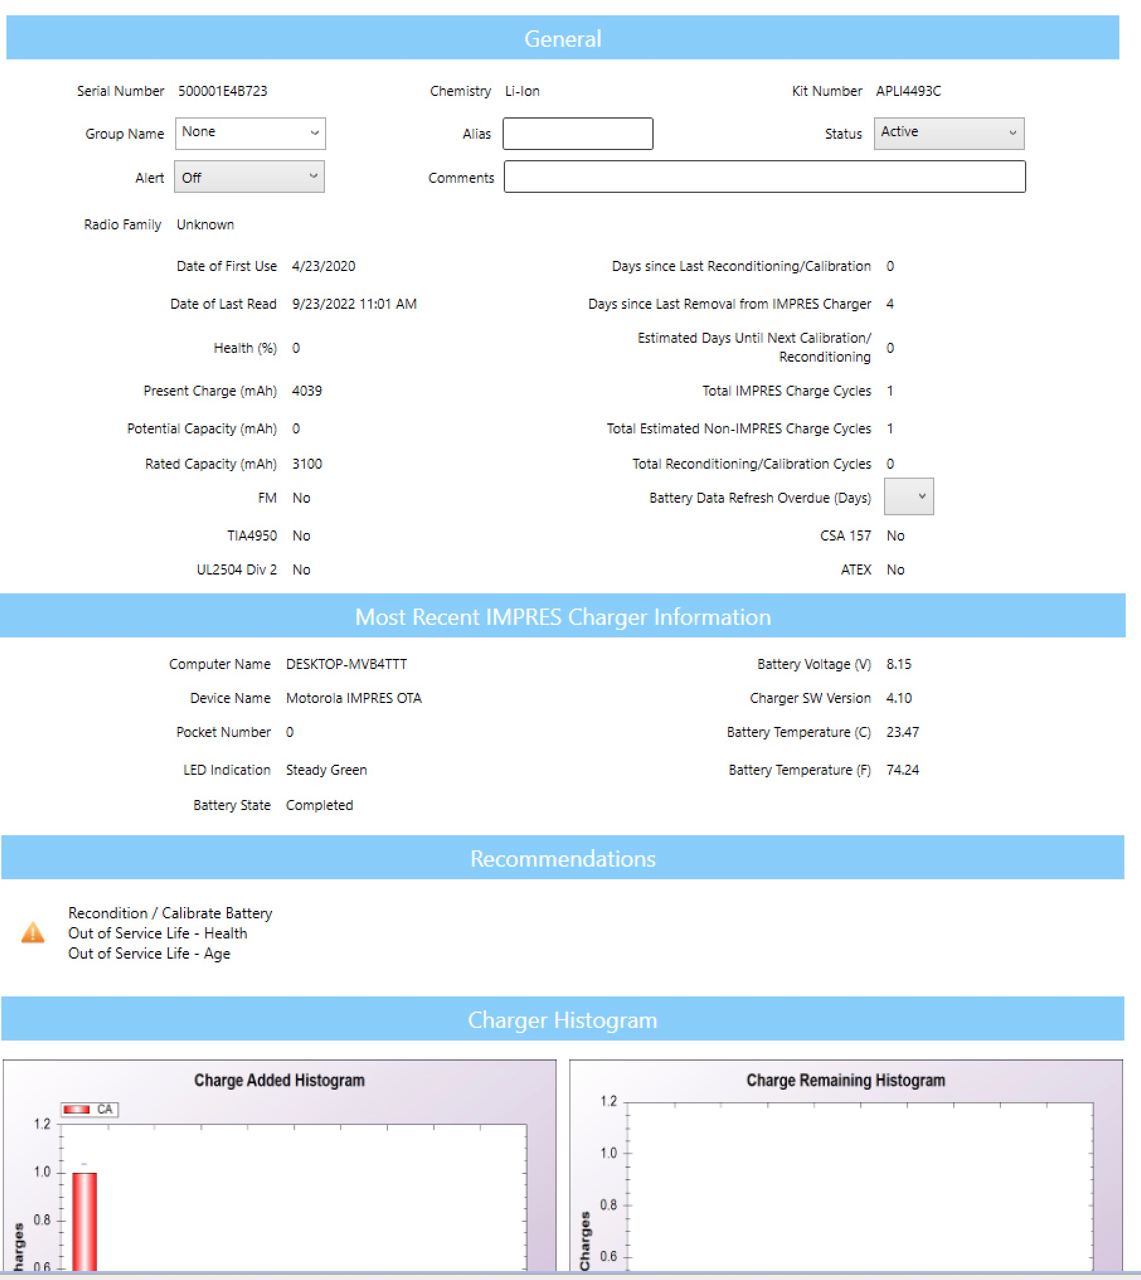 General
Serial Number 500001E4B723 Chemistry Li-Ion Kit Number APLI4493C
Group Name None Alias Status Active
Alert Off Comments
Radio Family Unknown
Date of First Use 4/23/2020 Days since Last Reconditioning/Calibration 0
Date of Last Read 9/23/2022 11:01 AM Days since Last Removal from IMPRES Charger 4
Health (%) 0 Estimated Days Until Next Calibration/
Reconditioning 0
Present Charge (mAh) 4039 Total IMPRES Charge Cycles 1
Potential Capacity (mAh) 0 Total Estimated Non-IMPRES Charge Cycles 1
Rated Capacity (mAh) 3100 Total Reconditioning/Calibration Cycles 0
FM No Battery Data Refresh Overdue (Days)
TIA4950 No CSA 157 No
UL2504 Div 2 No ATEX No
Most Recent IMPRES Charger Information
Computer Name DESKTOP-MVB4TTT Battery Voltage (V) 8.15
Device Name Motorola IMPRES OTA Charger SW Version 4.10
Pocket Number 0 Battery Temperature (C) 23.47
LED Indication Steady Green Battery Temperature (F) 74.24
Battery State Completed
Recommendations
Recondition / Calibrate Battery
Out of Service Life - Health
Out of Service Life - Age
Charger Histogram
Charge Added Histogram
CA
1.2
1.0
0.8
0.6
harges
Charge Remaining Histogram
1.2
1.0
0.8
0.6
Charges